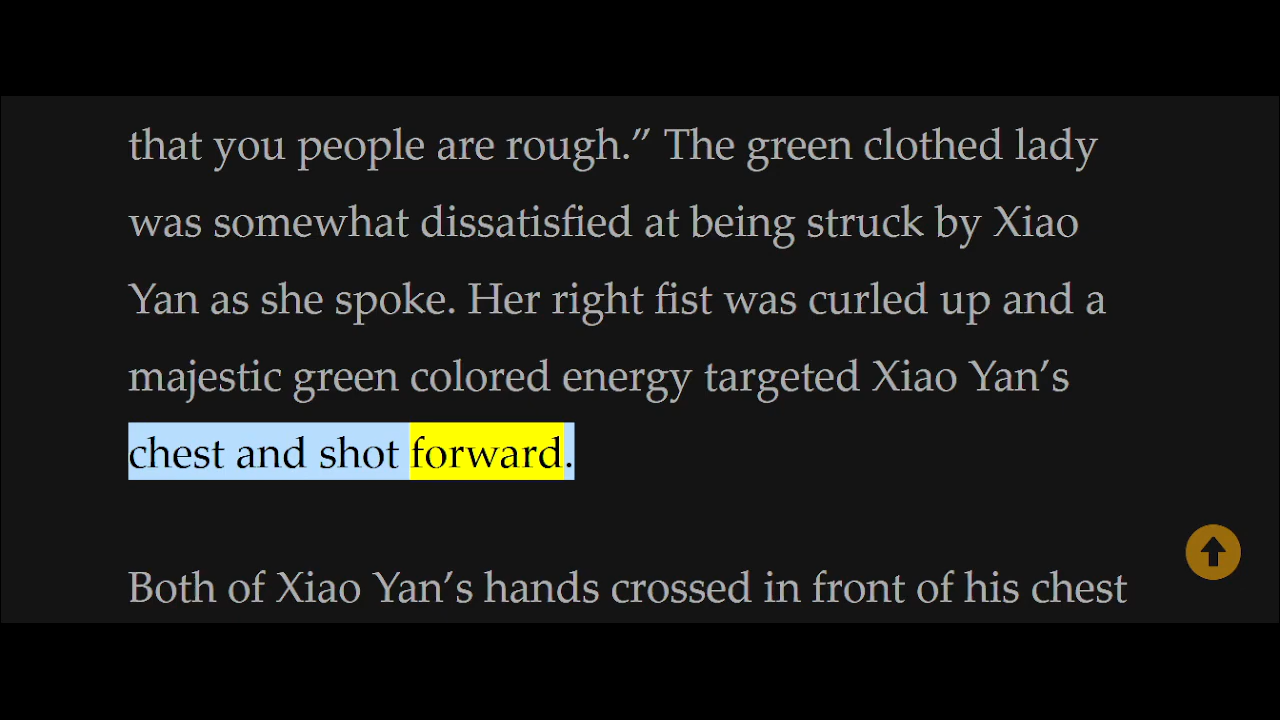 that you people are rough.” The green clothed lady
was somewhat dissatisfied at being struck by Xiao
Yan as she spoke. Her right fist was curled up and a
majestic green colored energy targeted Xiao Yan’s
chest and shot forward.
Both of Xiao Yan’s hands crossed in front of his chest